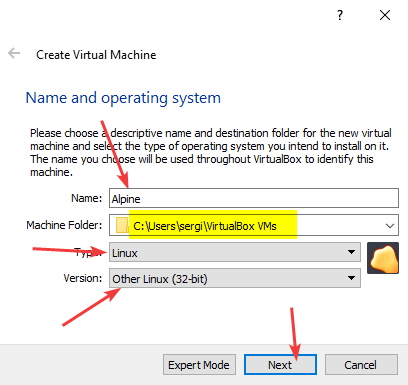 ?
Create Virtual Machine
Name and operating system
Please choose a descriptive name and destination folder for the new virtual
machine and select the type of operating system you intend to install on it.
The name you choose will be used throughout VirtualBox to identify this
machine.
Name: Alpine
Machine Folder: C:\Users\sergi\VirtualBox VMs
Type: Linux
Version: Other Linux (32-bit)
Expert Mode Next Cancel